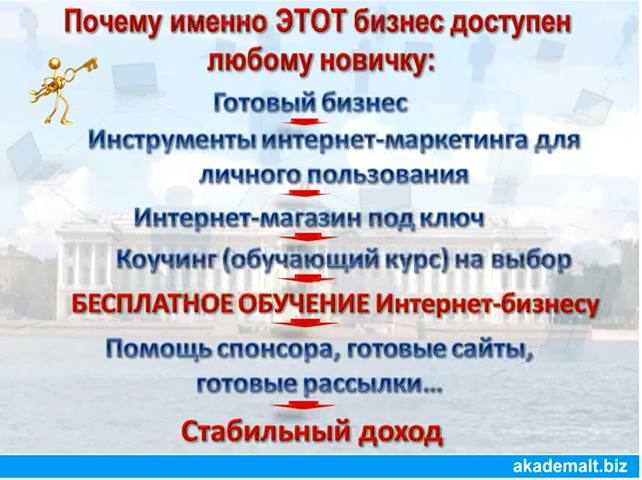 Почему именно ЭТОТ бизнес доступен
любому новичку:
Готовый бизнес
Инструменты интернет-маркетинга для
личного пользования
Интернет-магазин под ключ
Коучинг (обучающий курс) на выбор
БЕСПЛАТНОЕ ОБУЧЕНИЕ Интернет-бизнесу
Помощь спонсора, готовые сайты,
готовые рассылки...
Стабильный доход
akademalt.biz